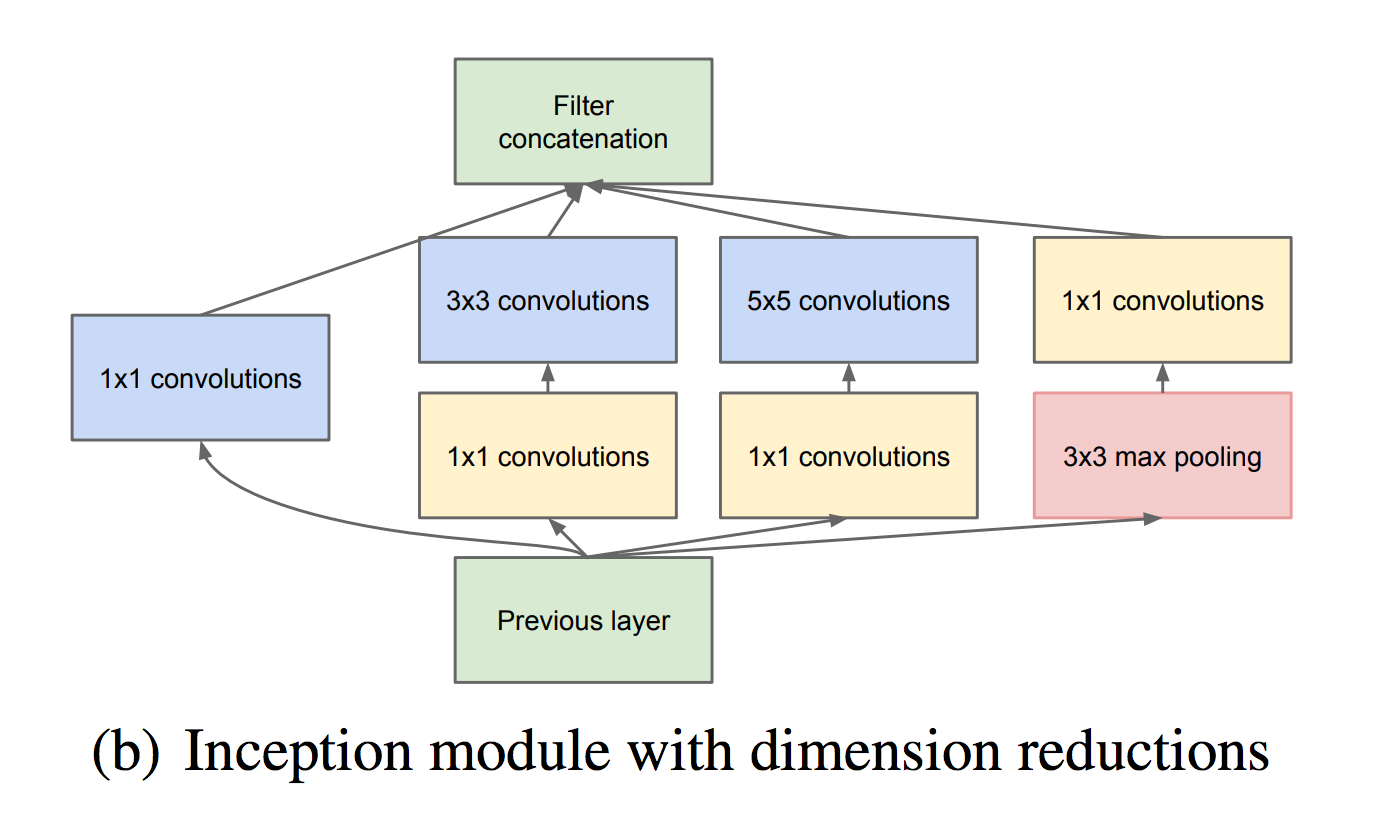 Filter
concatenation
3x3 convolutions
5x5 convolutions
1x1 convolutions
1x1 convolutions
1x1 convolutions
1x1 convolutions
3x3 max pooling
Previous layer
(b) Inception module with dimension reductions